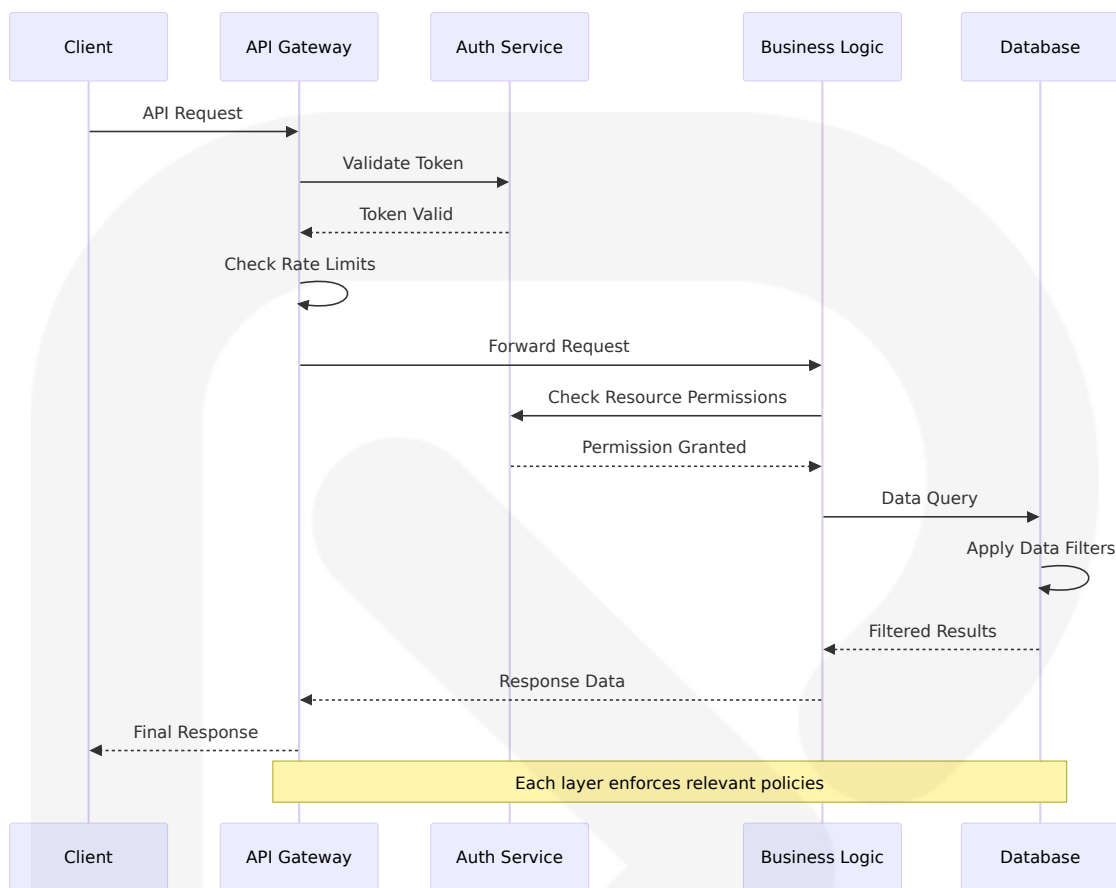 Client
API Gateway
Auth Service
Business Logic
Database
API Request
Validate Token
Token Valid
Check Rate Limits
Forward Request
Check Resource Permissions
Permission Granted
Data Query
Apply Data Filters
Filtered Results
Response Data
Final Response
Each layer enforces relevant policies
Client
API Gateway
Auth Service
Business Logic
Database